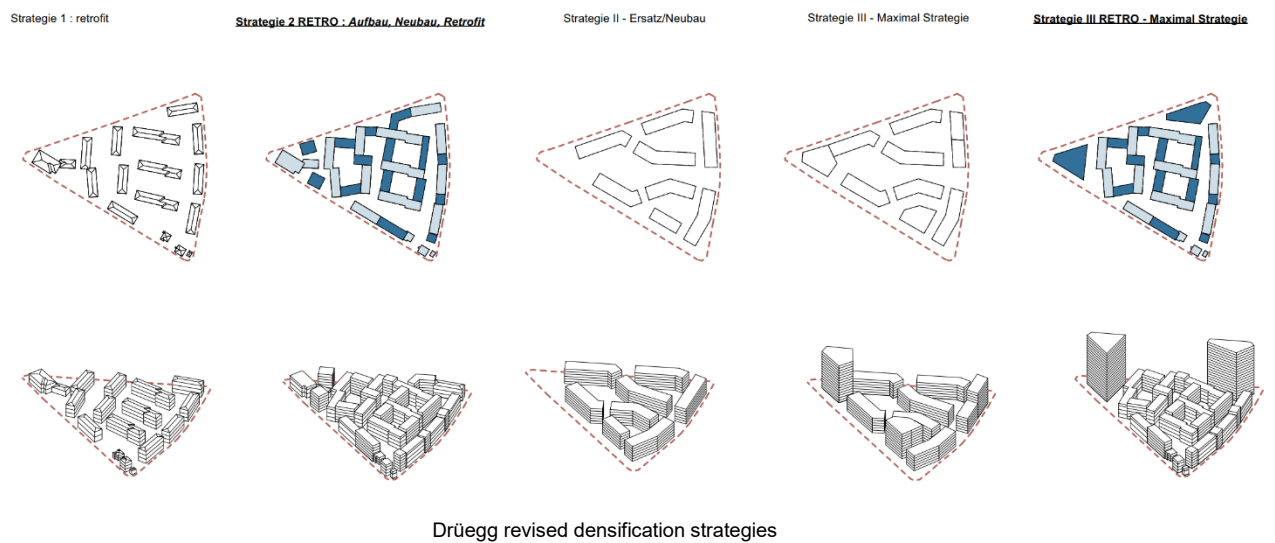 Strategie 1 : retrofit
Strategie 2 RETRO : Aufbau, Neubau, Retrofit
Strategie II - Ersatz/Neubau
Strategie III - Maximal Strategie
Strategie III RETRO - Maximal Strategie
Drüegg revised densification strategies